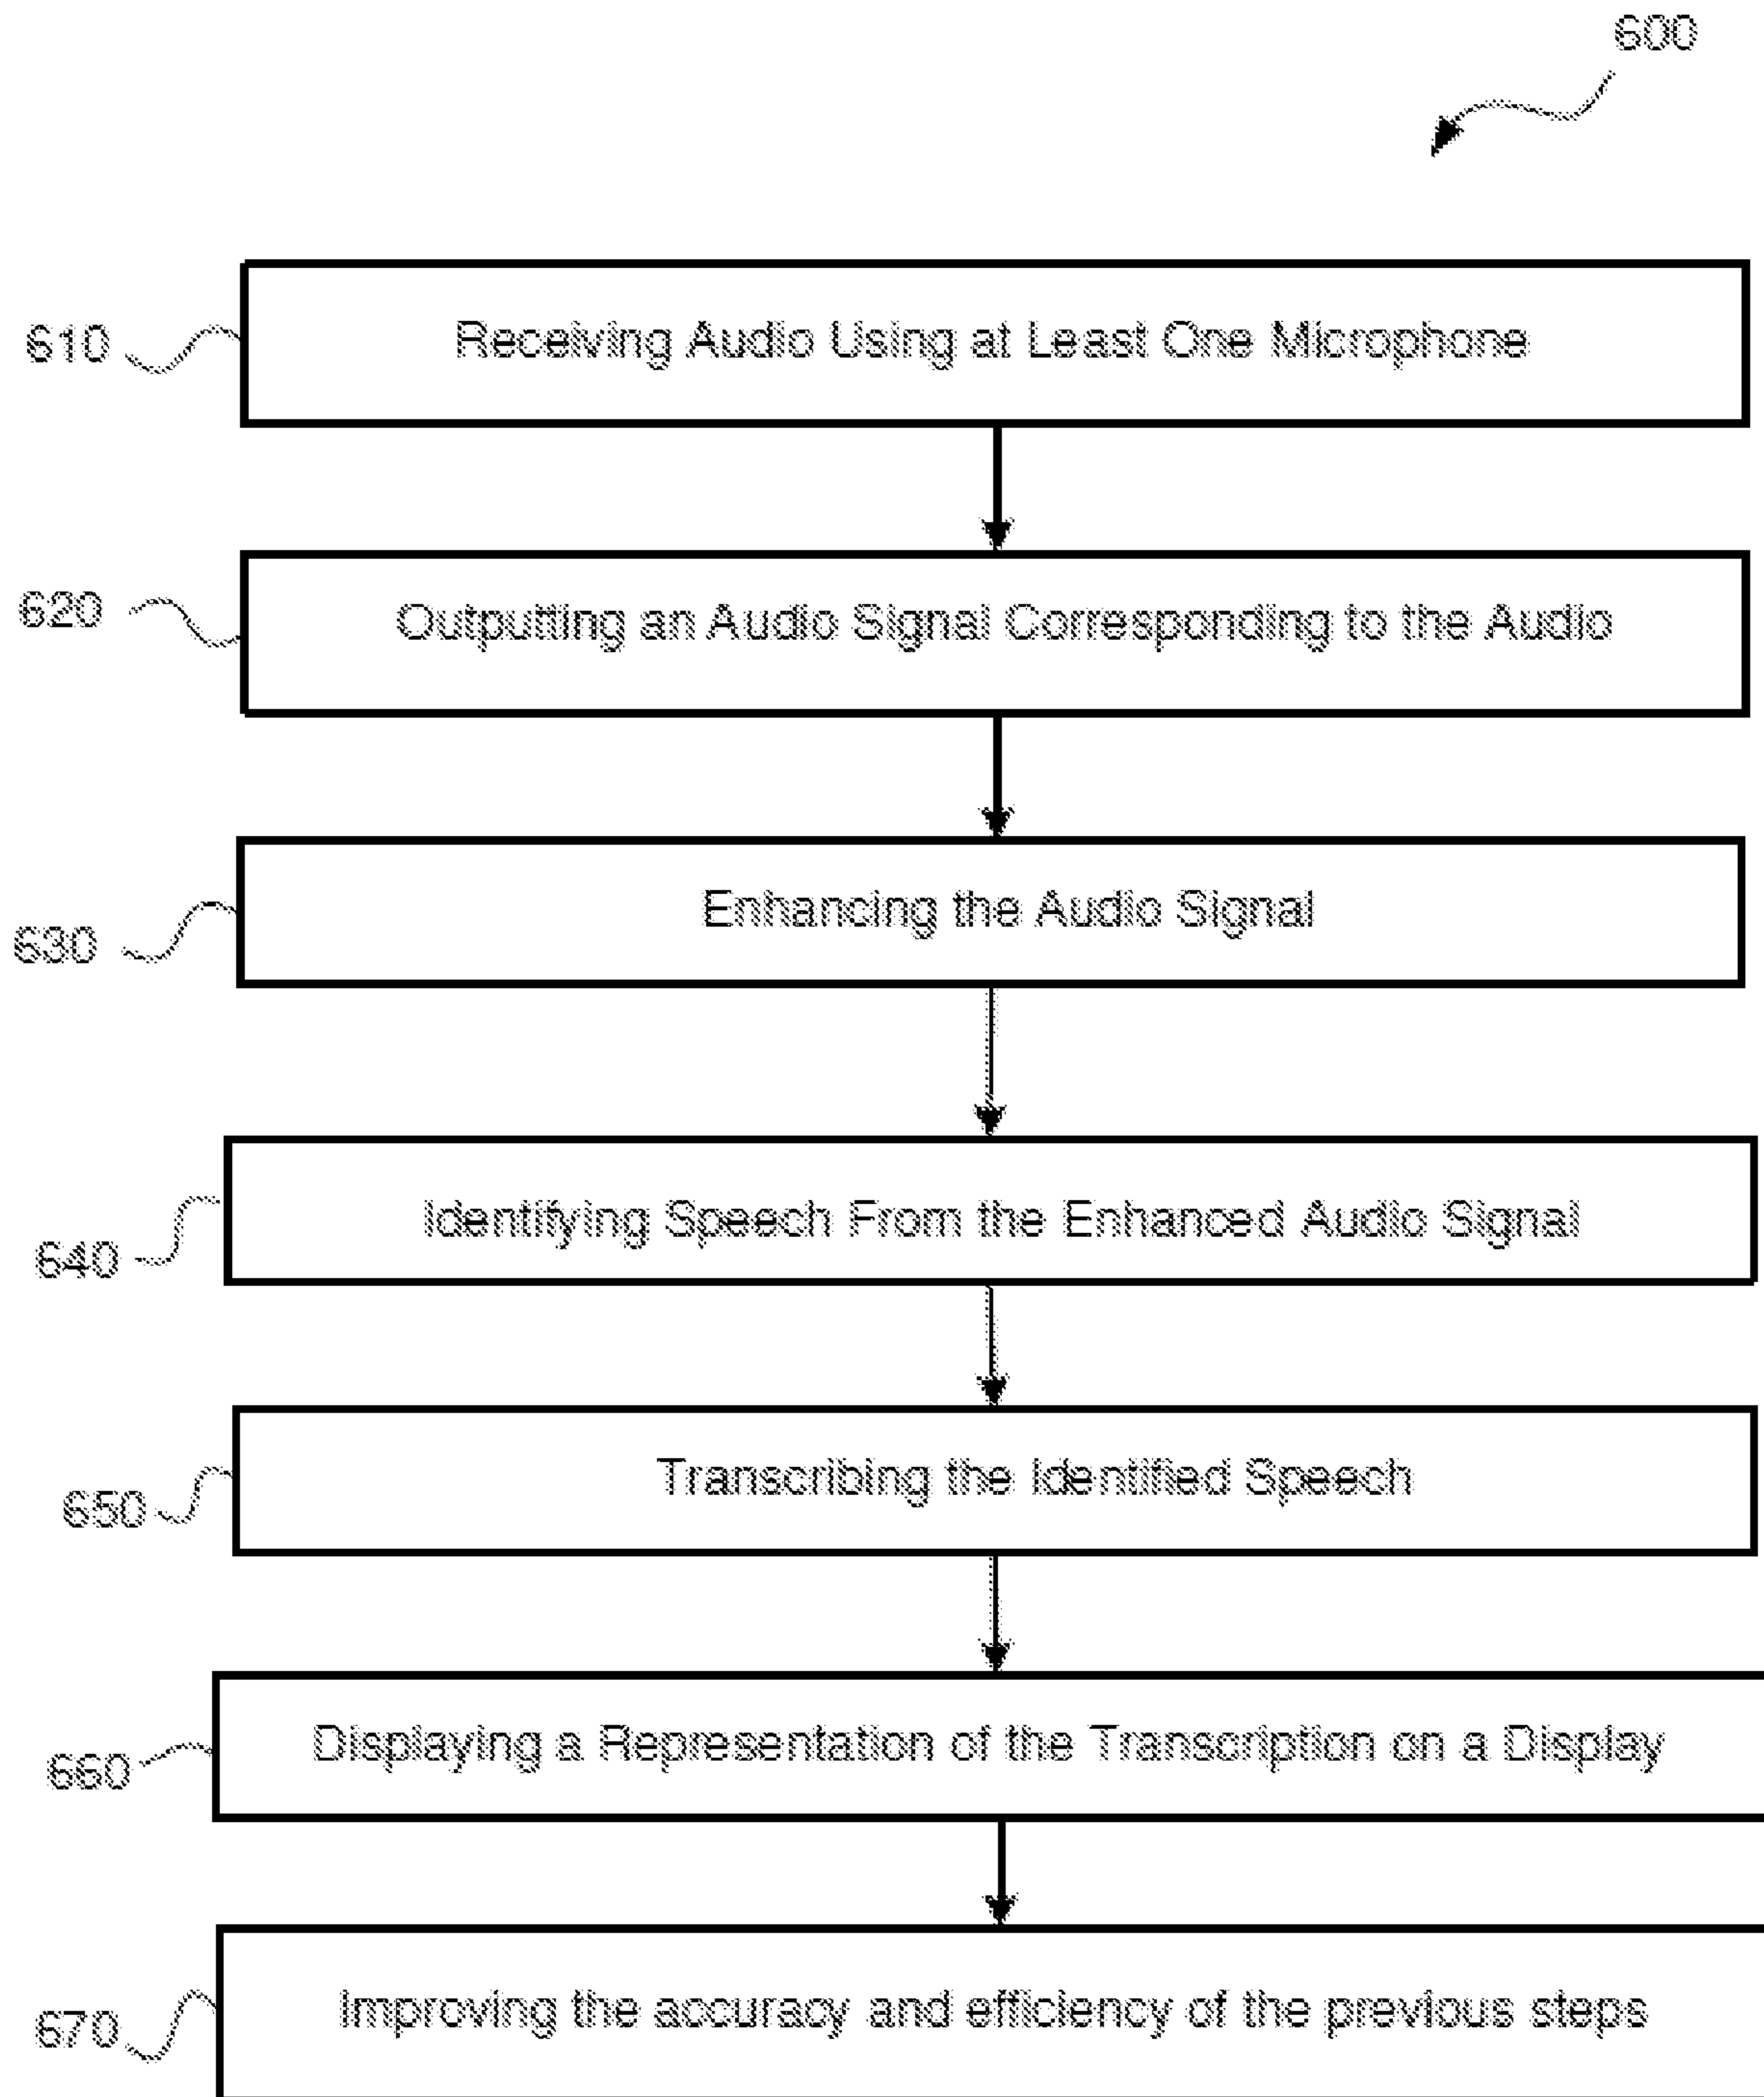 600
610
Receiving Audio Using at Least One Microphone
620
Outputting an Audio Signal Corresponding to the Audio
630
Enhancing the Audio Signal
640
Identifying Speech From the Enhanced Audio Signal
650
Transcribing the Identified Speech
660
Displaying a Representation of the Transcription on a Display
670
Improving the accuracy and efficiency of the previous steps